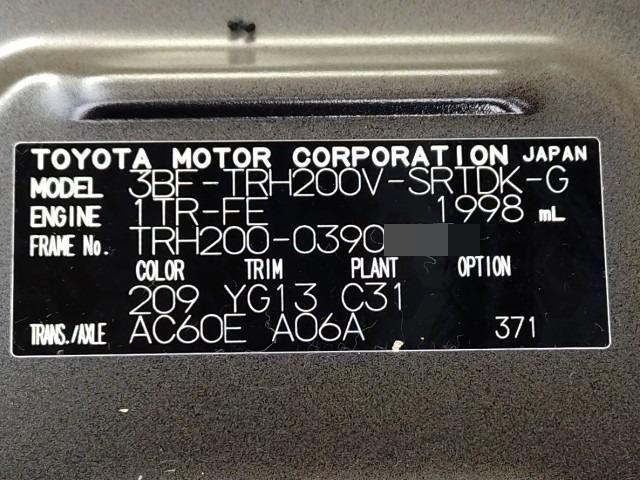 TOYOTA MOTOR CORPORATION JAPAN
MODEL 3BF-TRH200V-SRTDK-G
ENGINE 1TR-FE 1998 mL
FRAME No. TRH200-0390
COLOR TRIM PLANT OPTION
209 YG13 C31
TRANS./AXLE AC60E A06A 371